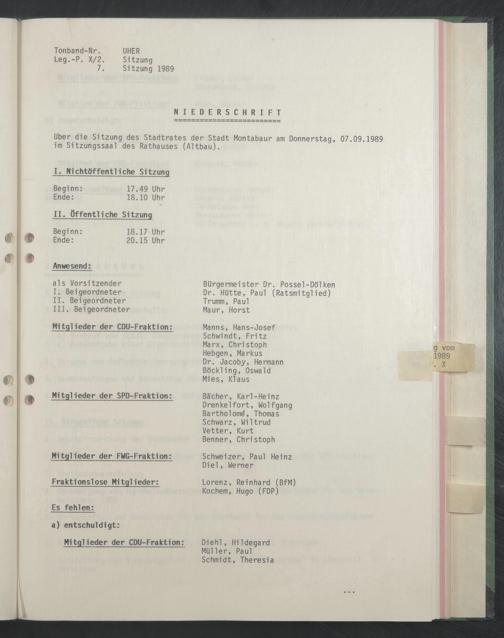 Tonband-Nr. UHER
Leg.-P. X/2. Sitzung
7. Sitzung 1989
NIEDERSCHRIFT
Über die Sitzung des Stadtrates der Stadt Montabaur am Donnerstag, 07.09.1989
im Sitzungssaal des Rathauses (Altbau).
I. Nichtöffentliche Sitzung
Beginn: 17.49 Uhr
Ende: 18.10 Uhr
II. Öffentliche Sitzung
Beginn: 18.17 Uhr
Ende: 20.15 Uhr
Anwesend:
als Vorsitzender Bürgermeister Dr. Possel-Dölken
I. Beigeordneter Dr. Hütte, Paul (Ratsmitglied)
II. Beigeordneter Trumm, Paul
III. Beigeordneter Maur, Horst
Mitglieder der CDU-Fraktion: Manns, Hans-Josef
Schwindt, Fritz
Marx, Christoph
Hebgen, Markus
Dr. Jacoby, Hermann
Böckling, Oswald
Mies, Klaus
Mitglieder der SPD-Fraktion: Bächer, Karl-Heinz
Drenkelfort, Wolfgang
Bartholomé, Thomas
Schwarz, Wiltrud
Vetter, Kurt
Benner, Christoph
Mitglieder der FWG-Fraktion: Schweizer, Paul Heinz
Diel, Werner
Fraktionslose Mitglieder: Lorenz, Reinhard (BfM)
Kochem, Hugo (FDP)
Es fehlen:
a) entschuldigt:
Mitglieder der CDU-Fraktion: Diehl, Hildegard
Müller, Paul
Schmidt, Theresia
...
g vom
1989
. X